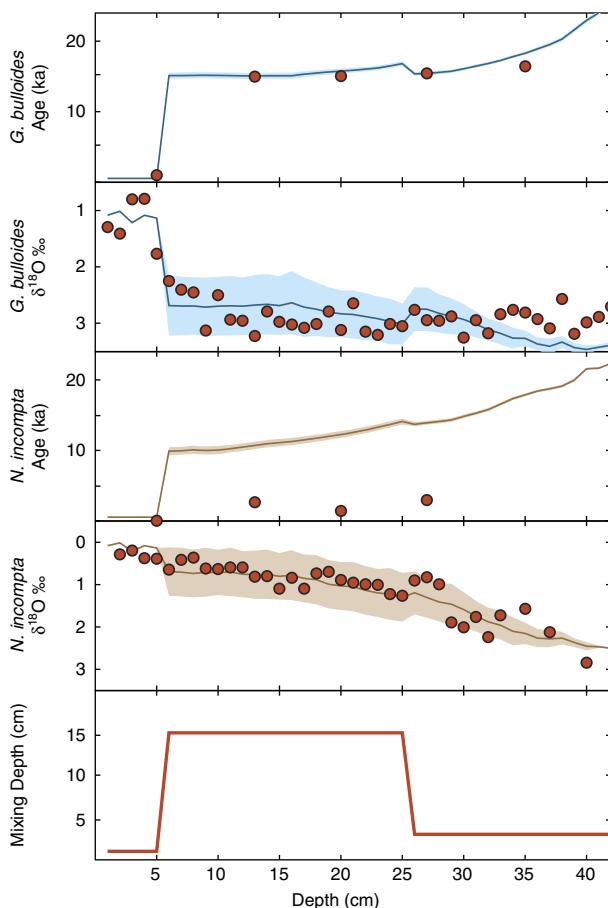 G. bulloides
Age (ka)
20
10
G. bulloides
δ18O ‰
1
2
3
N. incompta
Age (ka)
20
10
N. incompta
δ18O ‰
0
1
2
3
Mixing Depth (cm)
15
10
5
5 10 15 20 25 30 35 40
Depth (cm)